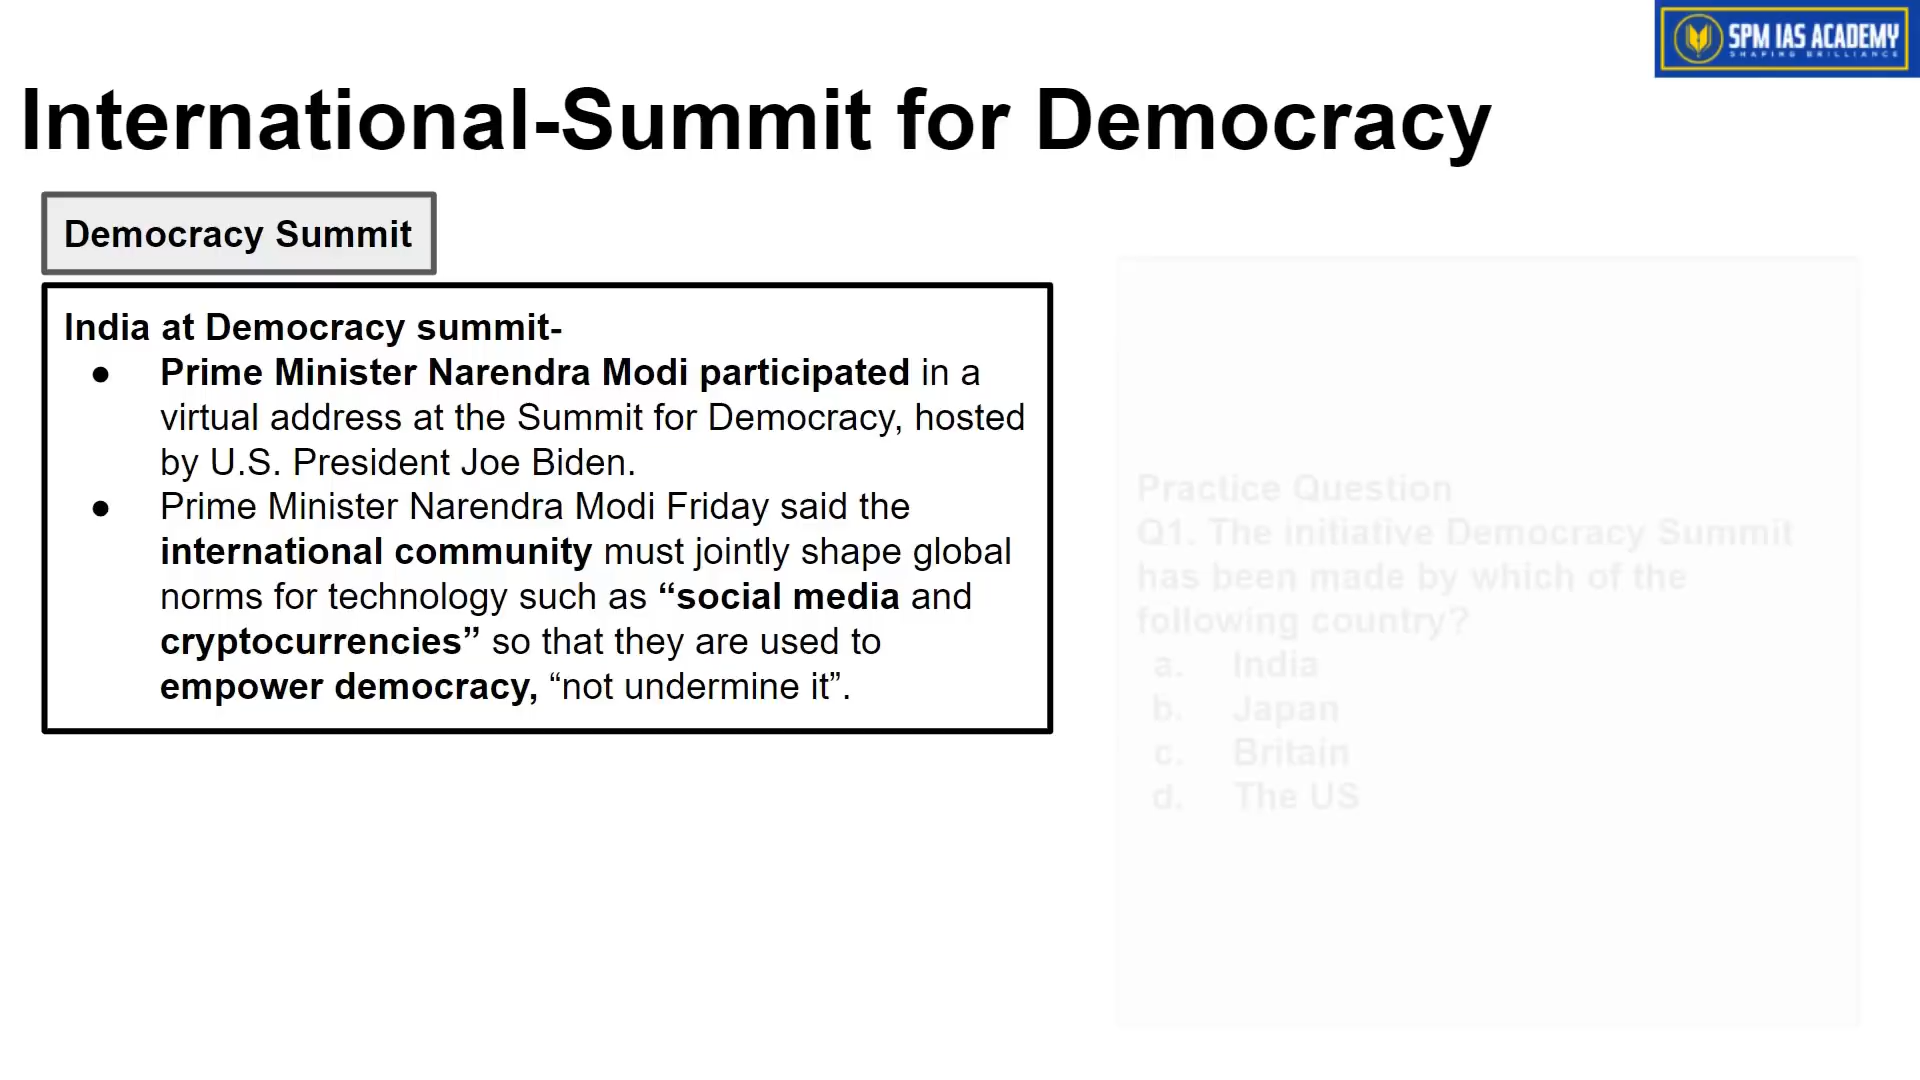 SPM IAS ACADEMY
SHAPING BRILLIANCE
International-Summit for Democracy
Democracy Summit
India at Democracy summit-
● Prime Minister Narendra Modi participated in a
virtual address at the Summit for Democracy, hosted
by U.S. President Joe Biden.
● Prime Minister Narendra Modi Friday said the
international community must jointly shape global
norms for technology such as “social media and
cryptocurrencies” so that they are used to
empower democracy, “not undermine it”.
Practice Question
Q1. The initiative Democracy Summit
has been made by which of the
following country?
a. India
b. Japan
c. Britain
d. The US